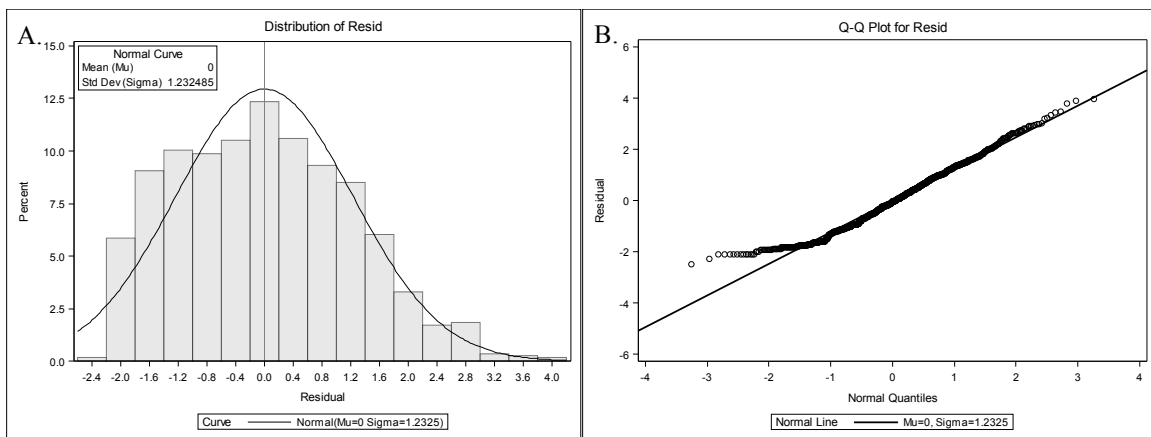 A.
Distribution of Resid
15.0
12.5
10.0
7.5
5.0
2.5
0.0
Percent
Normal Curve
Mean (Mu) 0
Std Dev (Sigma) 1.232485
-2.4 -2.0 -1.6 -1.2 -0.8 -0.4 0.0 0.4 0.8 1.2 1.6 2.0 2.4 2.8 3.2 3.6 4.0
Residual
Curve Normal(Mu=0 Sigma=1.2325)
B.
Q-Q Plot for Resid
6
4
2
0
-2
-4
-6
Residual
-4 -3 -2 -1 0 1 2 3 4
Normal Quantiles
Normal Line Mu=0, Sigma=1.2325